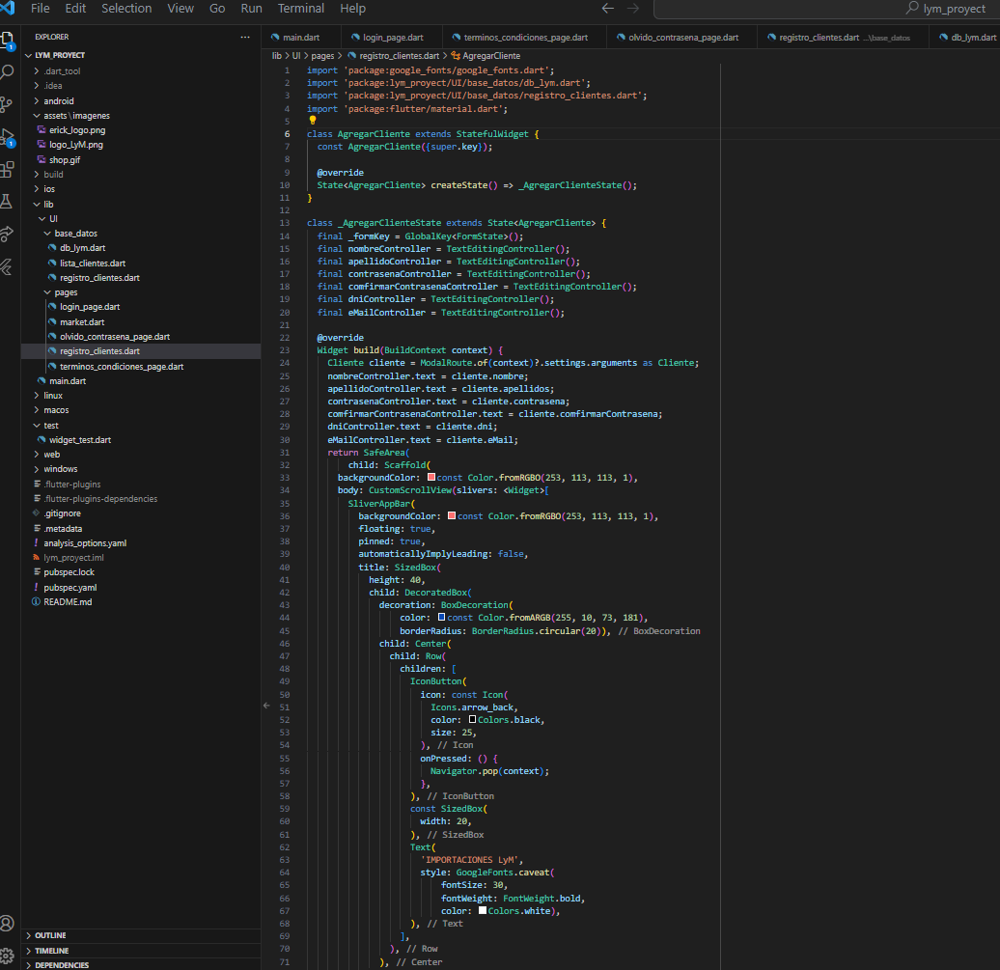 File Edit Selection View Go Run Terminal Help
lym_proyect
EXPLORER
LYM_PROYECT
.dart_tool
.idea
android
assets \ imagenes
erick_logo.png
logo_LyM.png
shop.gif
build
ios
lib
UI
base_datos
db_lym.dart
lista_clientes.dart
registro_clientes.dart
pages
login_page.dart
market.dart
olvido_contrasena_page.dart
registro_clientes.dart
terminos_condiciones_page.dart
main.dart
linux
macos
test
widget_test.dart
web
windows
.flutter-plugins
.flutter-plugins-dependencies
.gitignore
.metadata
analysis_options.yaml
lym_proyect.iml
pubspec.lock
pubspec.yaml
README.md
OUTLINE
TIMELINE
DEPENDENCIES
1
1
main.dart login_page.dart terminos_condiciones_page.dart olvido_contrasena_page.dart registro_clientes.dart ...\base_datos db_lym.dart
lib > UI > pages > registro_clientes.dart > AgregarCliente
1 import 'package:google_fonts/google_fonts.dart';
2 import 'package:lym_proyect/UI/base_datos/db_lym.dart';
3 import 'package:lym_proyect/UI/base_datos/registro_clientes.dart';
4 import 'package:flutter/material.dart';
5
6 class AgregarCliente extends StatefulWidget {
7 const AgregarCliente({super.key});
8
9 @override
10 State<AgregarCliente> createState() => _AgregarClienteState();
11 }
12
13 class _AgregarClienteState extends State<AgregarCliente> {
14 final _formKey = GlobalKey<FormState>();
15 final nombreController = TextEditingController();
16 final apellidoController = TextEditingController();
17 final contrasenaController = TextEditingController();
18 final comfirmarContrasenaController = TextEditingController();
19 final dniController = TextEditingController();
20 final eMailController = TextEditingController();
21
22 @override
23 Widget build(BuildContext context) {
24 Cliente cliente = ModalRoute.of(context)?.settings.arguments as Cliente;
25 nombreController.text = cliente.nombre;
26 apellidoController.text = cliente.apellidos;
27 contrasenaController.text = cliente.contrasena;
28 comfirmarContrasenaController.text = cliente.comfirmarContrasena;
29 dniController.text = cliente.dni;
30 eMailController.text = cliente.eMail;
31 return SafeArea(
32 child: Scaffold(
33 backgroundColor: const Color.fromRGBO(253, 113, 113, 1),
34 body: CustomScrollView(slivers: <Widget>[
35 SliverAppBar(
36 backgroundColor: const Color.fromRGBO(253, 113, 113, 1),
37 floating: true,
38 pinned: true,
39 automaticallyImplyLeading: false,
40 title: SizedBox(
41 height: 40,
42 child: DecoratedBox(
43 decoration: BoxDecoration(
44 color: const Color.fromARGB(255, 10, 73, 181),
45 borderRadius: BorderRadius.circular(20)), // BoxDecoration
46 child: Center(
47 child: Row(
48 children: [
49 IconButton(
50 icon: const Icon(
51 Icons.arrow_back,
52 color: Colors.black,
53 size: 25,
54 ), // Icon
55 onPressed: () {
56 Navigator.pop(context);
57 },
58 ), // IconButton
59 const SizedBox(
60 width: 20,
61 ), // SizedBox
62 Text(
63 'IMPORTACIONES LyM',
64 style: GoogleFonts.caveat(
65 fontSize: 30,
66 fontWeight: FontWeight.bold,
67 color: Colors.white),
68 ), // Text
69 ],
70 ), // Row
71 ), // Center